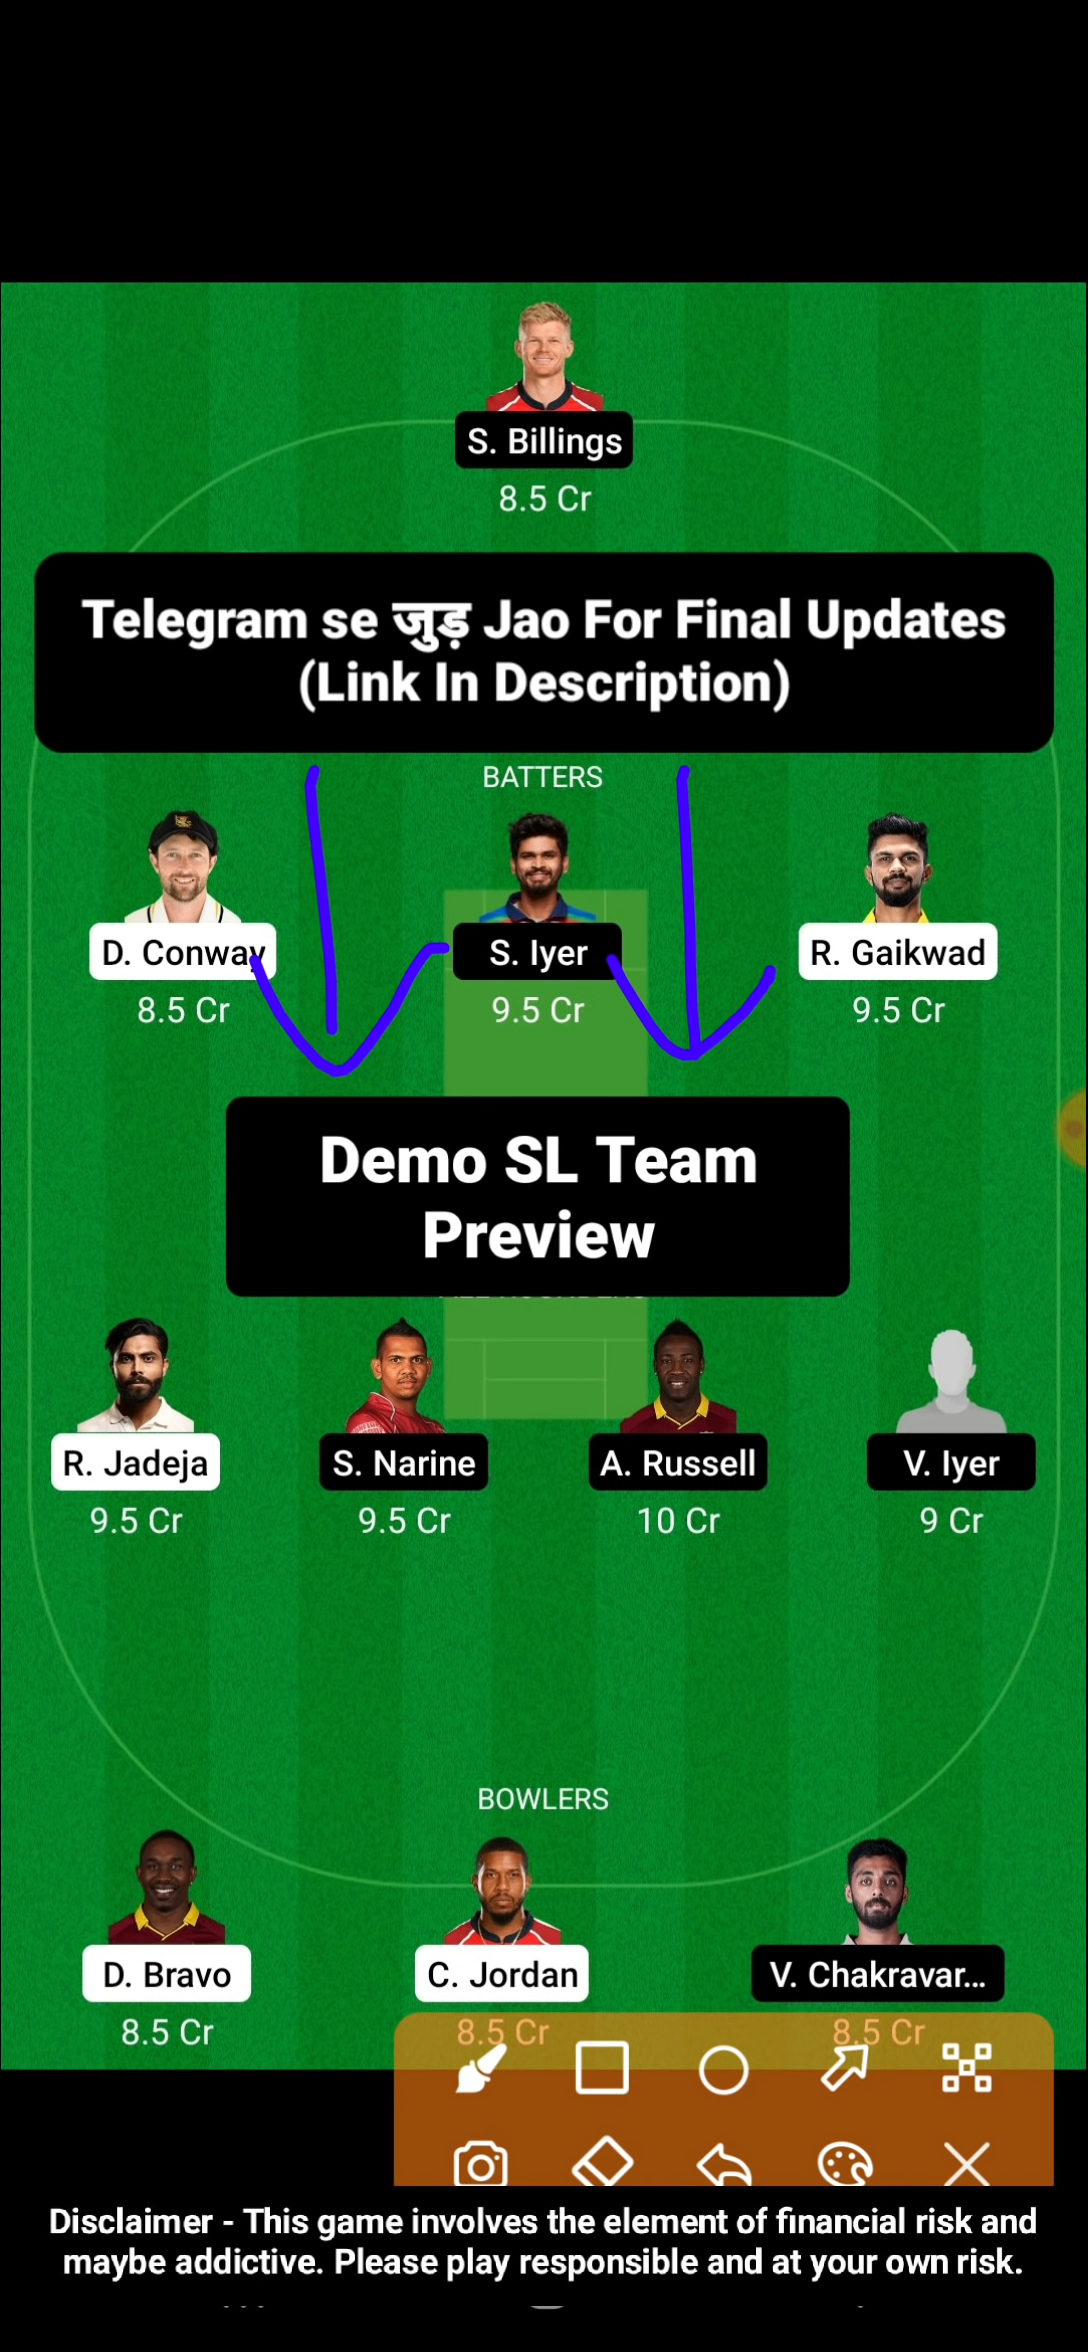 S. Billings
8.5 Cr
Telegram se जुड़ Jao For Final Updates
(Link In Description)
BATTERS
D. Conway
S. Iyer
R. Gaikwad
8.5 Cr
9.5 Cr
9.5 Cr
Demo SL Team
Preview
R. Jadeja
S. Narine
A. Russell
V. Iyer
9.5 Cr
9.5 Cr
10 Cr
9 Cr
BOWLERS
D. Bravo
C. Jordan
V. Chakravar...
8.5 Cr
8.5 Cr
8.5 Cr
Disclaimer - This game involves the element of financial risk and
maybe addictive. Please play responsible and at your own risk.